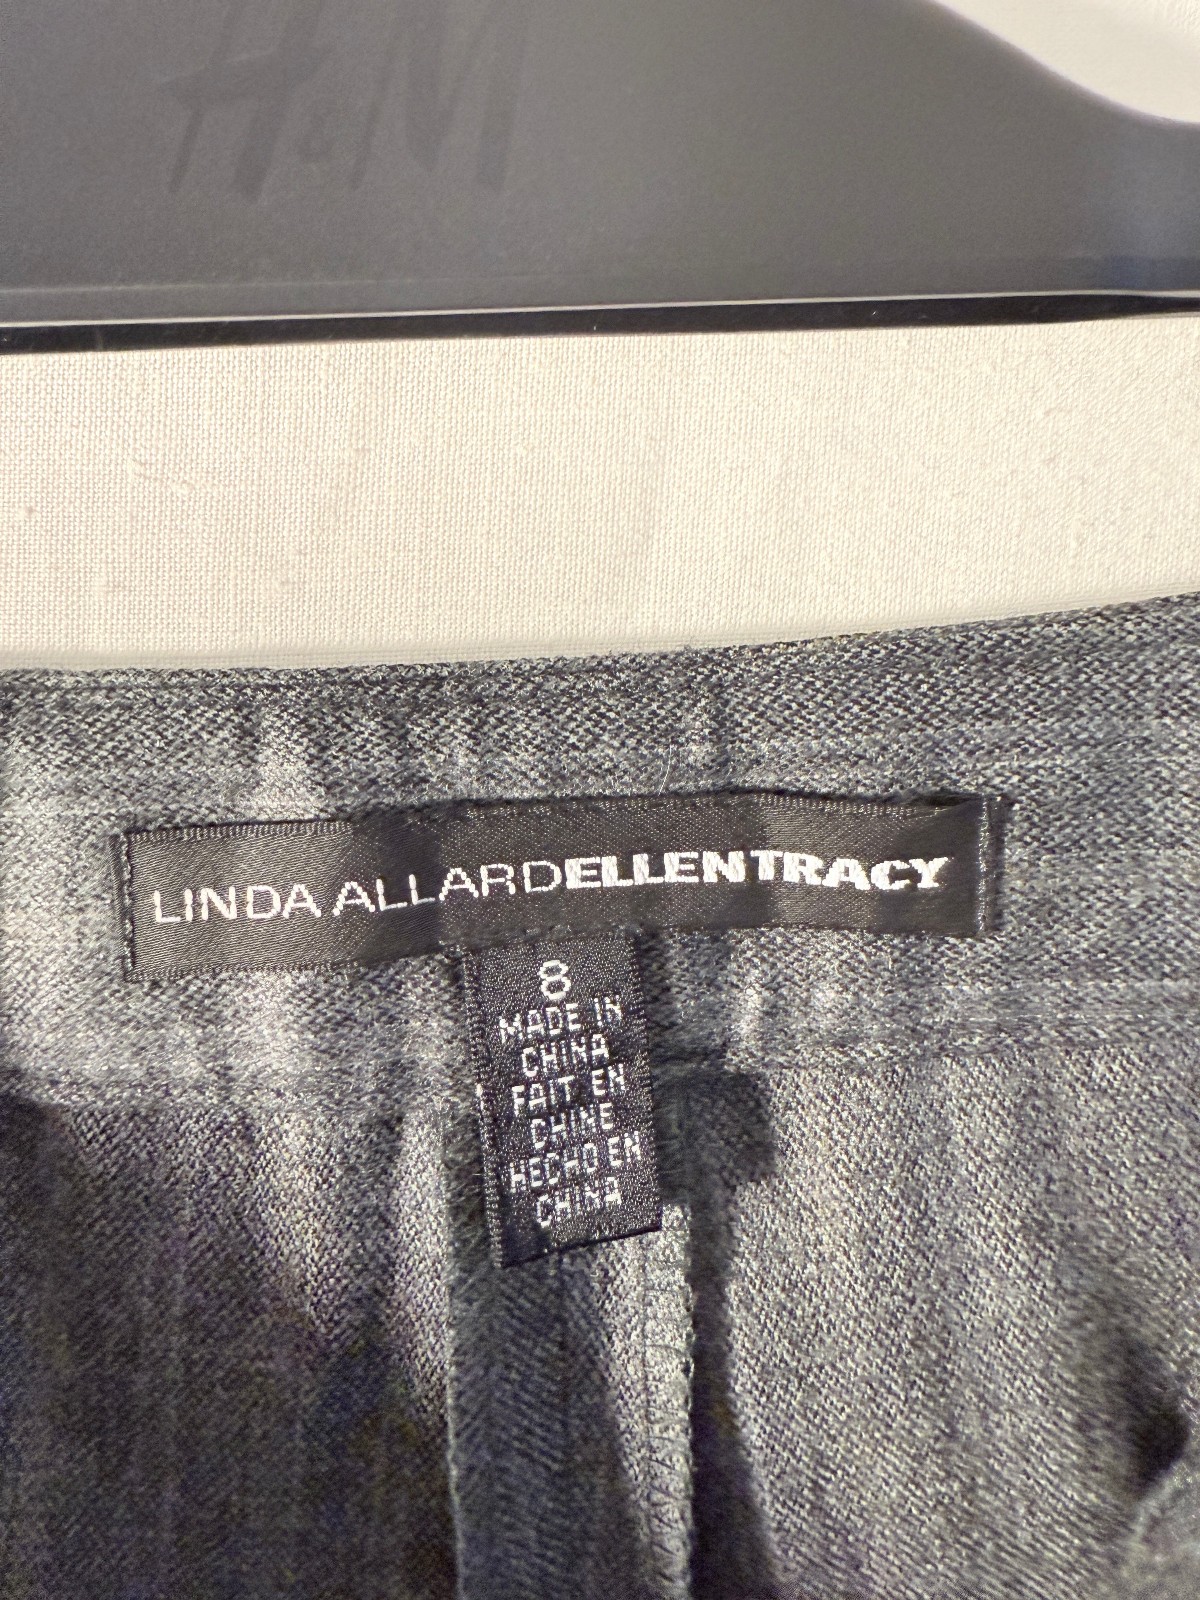 H&M
LINDA ALLARDELLENTRACY
8
MADE IN
CHINA
FAIT EN
CHINE
HECHO EN
CHINA